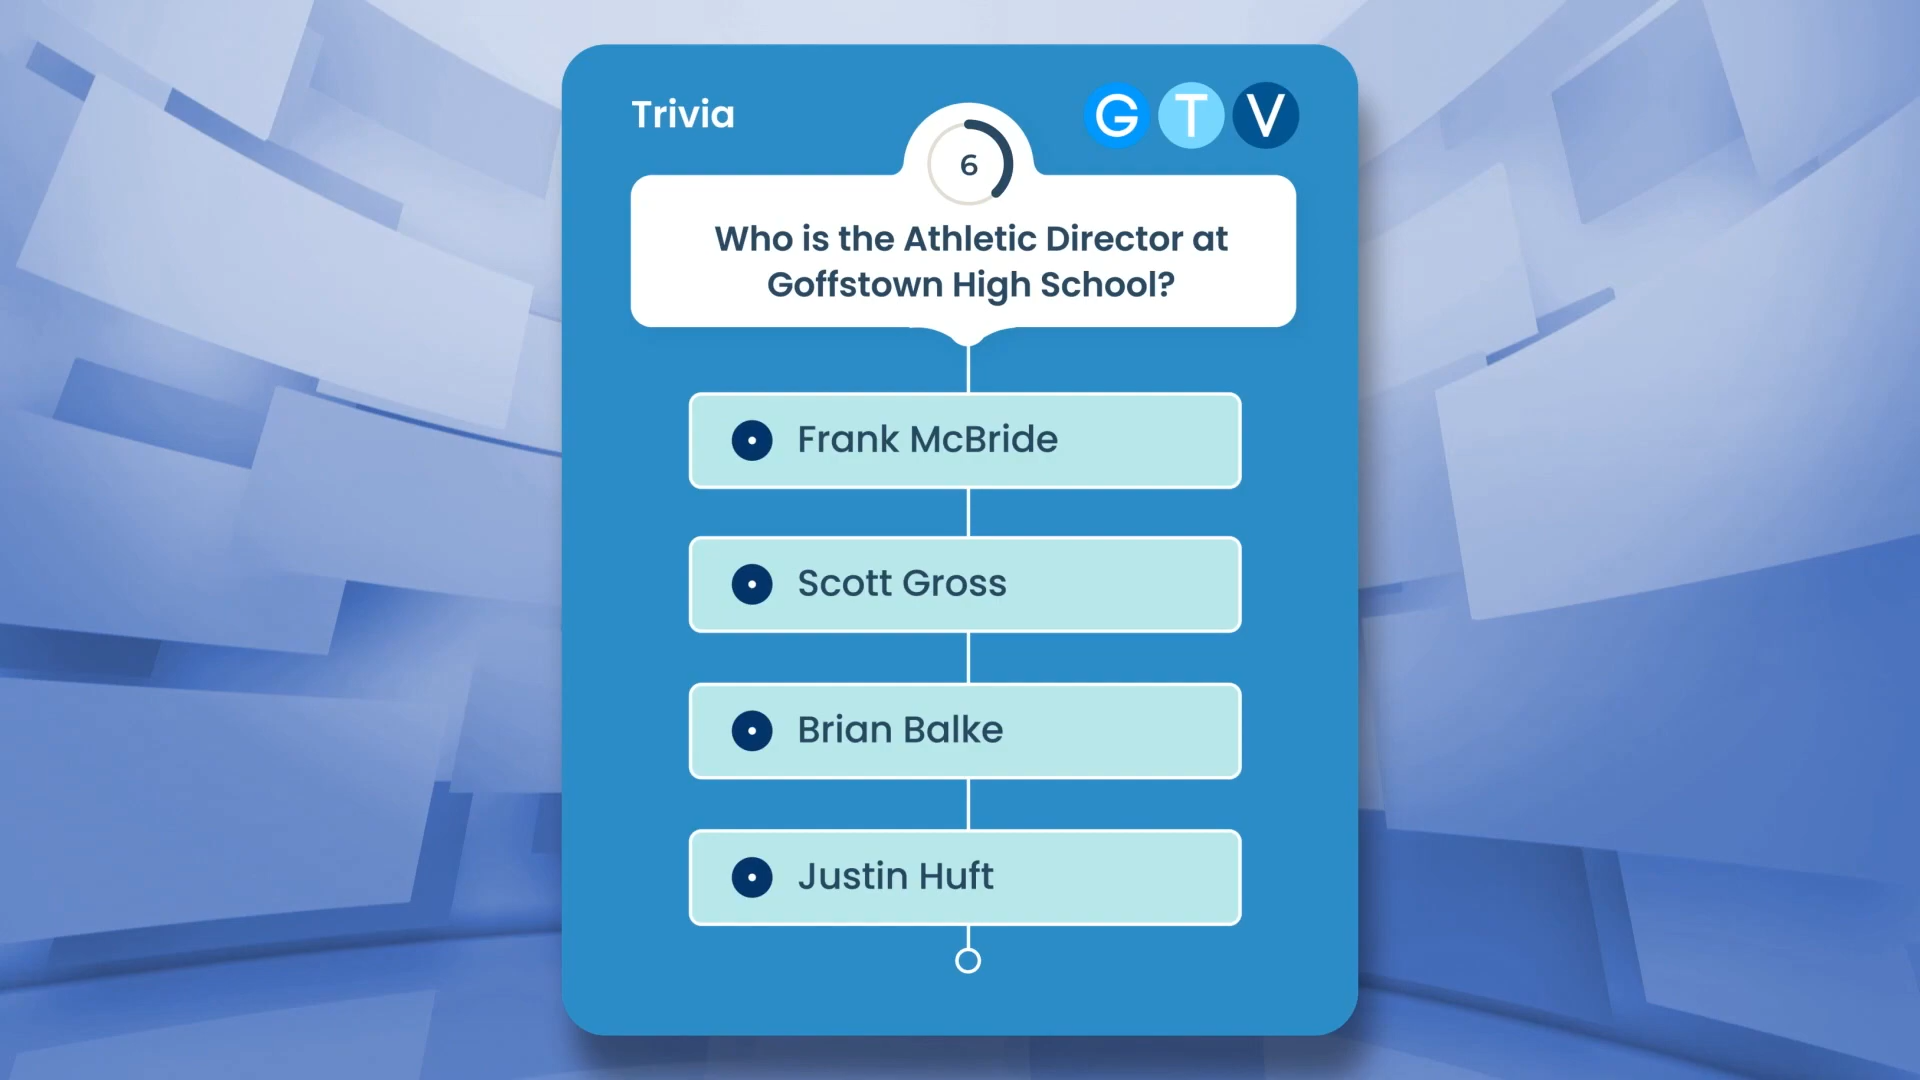 Trivia
G T V
6
Who is the Athletic Director at
Goffstown High School?
Frank McBride
Scott Gross
Brian Balke
Justin Huft